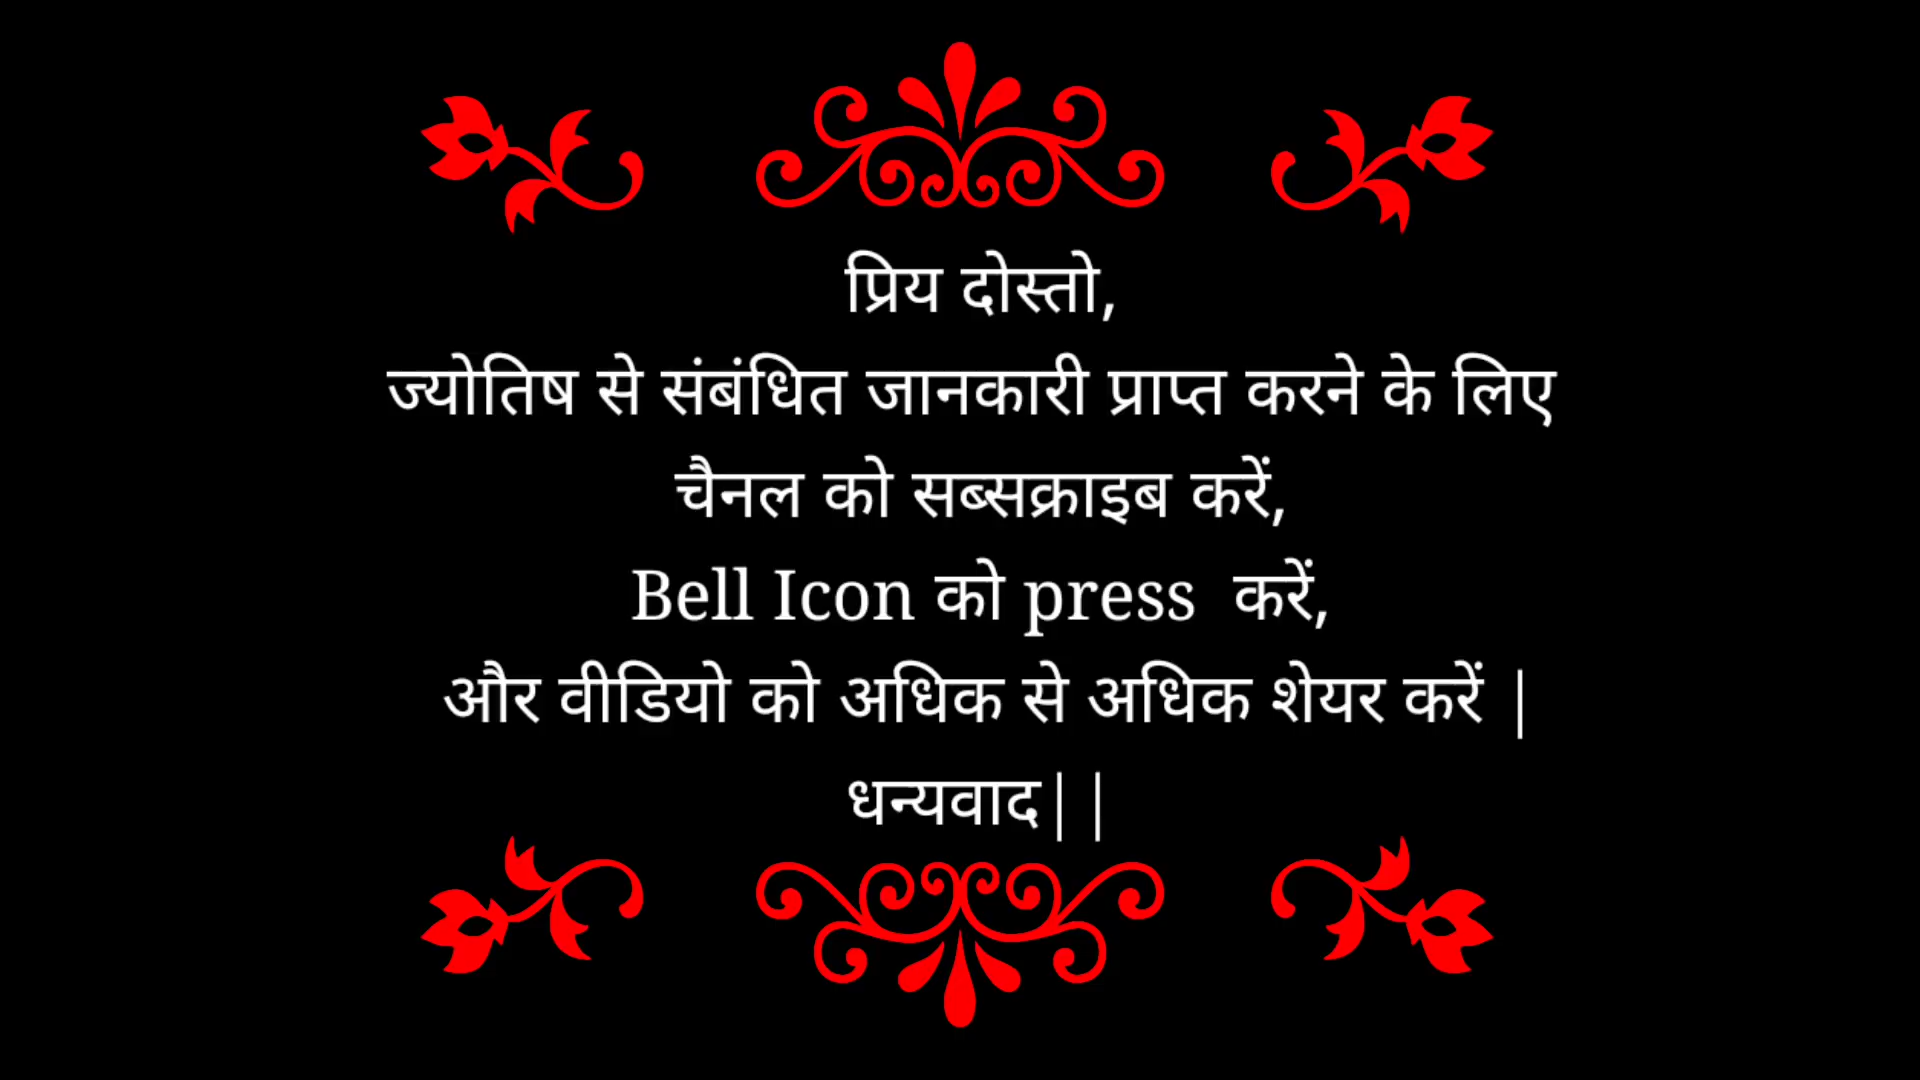 प्रिय दोस्तो,
ज्योतिष से संबंधित जानकारी प्राप्त करने के लिए
चैनल को सब्सक्राइब करें,
Bell Icon को press  करें,
और वीडियो को अधिक से अधिक शेयर करें |
धन्यवाद||